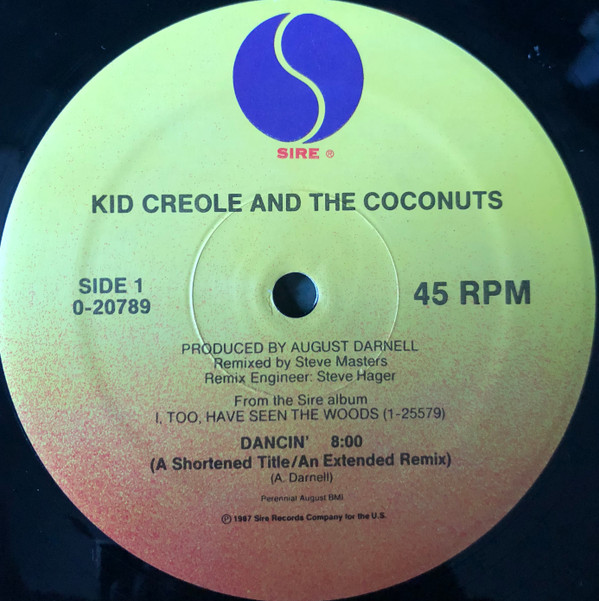 SIRE ®
KID CREOLE AND THE COCONUTS
SIDE 1
0-20789
45 RPM
PRODUCED BY AUGUST DARNELL
Remixed by Steve Masters
Remix Engineer: Steve Hager
From the Sire album
I, TOO, HAVE SEEN THE WOODS (1-25579)
DANCIN' 8:00
(A Shortened Title/An Extended Remix)
(A. Darnell)
Perennial August BMI
℗ 1987 Sire Records Company for the U.S.